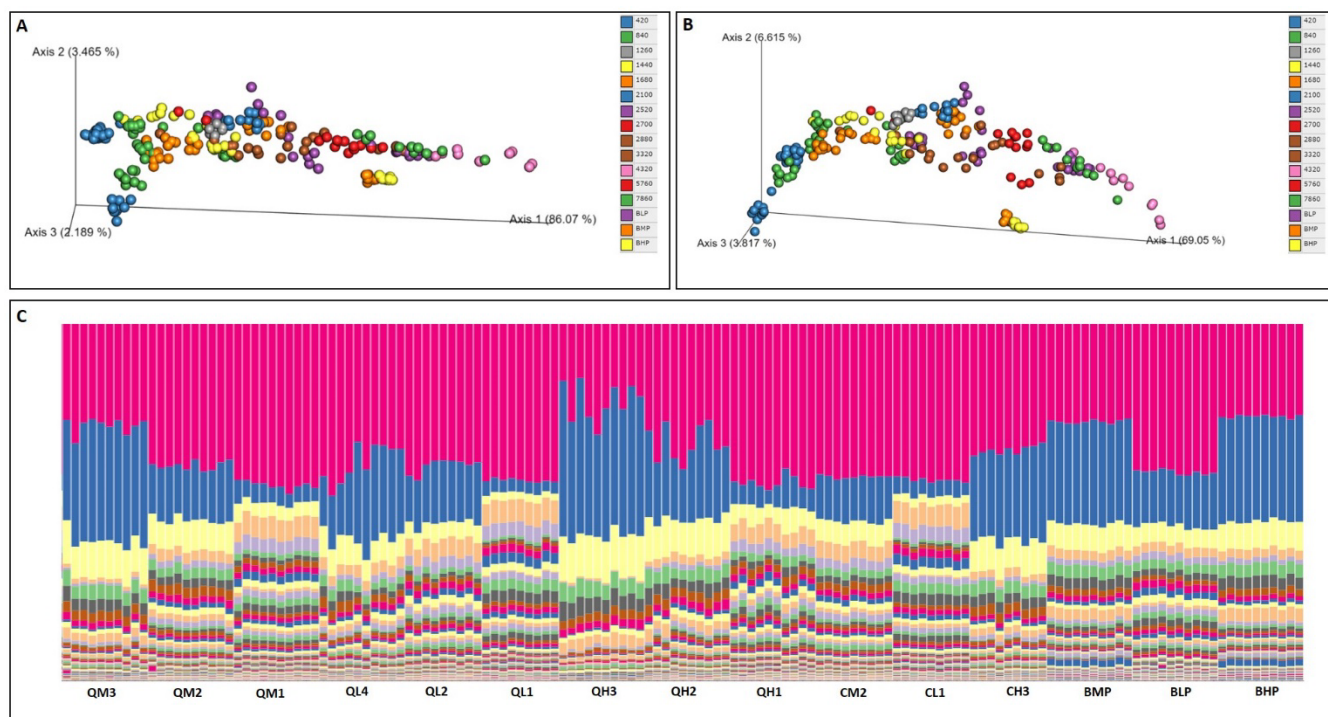 A
Axis 2 (3.465 %)
Axis 1 (86.07 %)
Axis 3 (2.189 %)
420
840
1260
1440
1680
2100
2520
2700
2880
3320
4320
5760
7860
BLP
BMP
BHP
B
Axis 2 (6.615 %)
Axis 3 (3.817 %)
Axis 1 (69.05 %)
420
840
1260
1440
1680
2100
2520
2700
2880
3320
4320
5760
7860
BLP
BMP
BHP
C
QM3 QM2 QM1 QL4 QL2 QL1 QH3 QH2 QH1 CM2 CL1 CH3 BMP BLP BHP